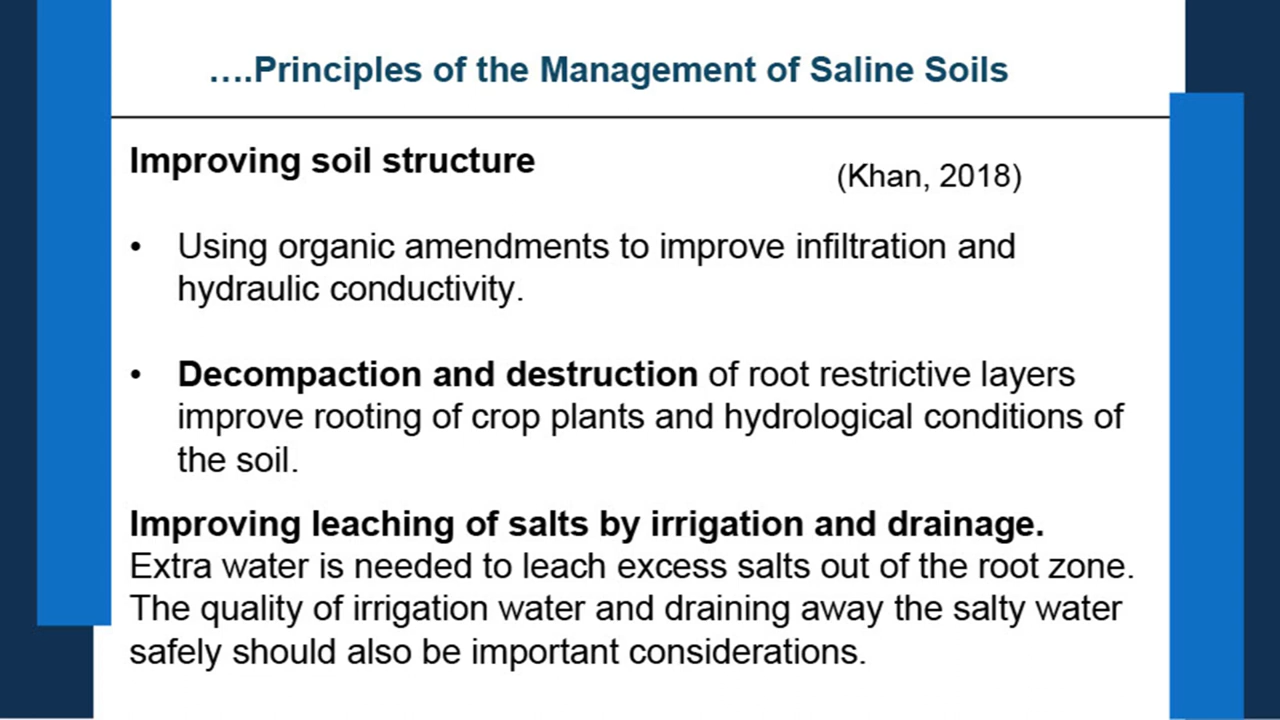 ….Principles of the Management of Saline Soils
Improving soil structure
(Khan, 2018)
• Using organic amendments to improve infiltration and
hydraulic conductivity.
• Decompaction and destruction of root restrictive layers
improve rooting of crop plants and hydrological conditions of
the soil.
Improving leaching of salts by irrigation and drainage.
Extra water is needed to leach excess salts out of the root zone.
The quality of irrigation water and draining away the salty water
safely should also be important considerations.